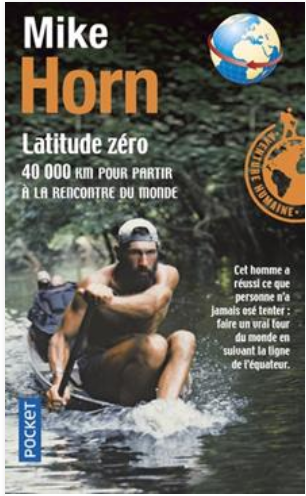 Mike
Horn
Latitude zéro
40 000 KM POUR PARTIR
À LA RENCONTRE DU MONDE
AVENTURE HUMAINE
Cet homme a
réussi ce que
personne n'a
jamais osé tenter :
faire un vrai tour
du monde en
suivant la ligne
de l'équateur.
POCKET